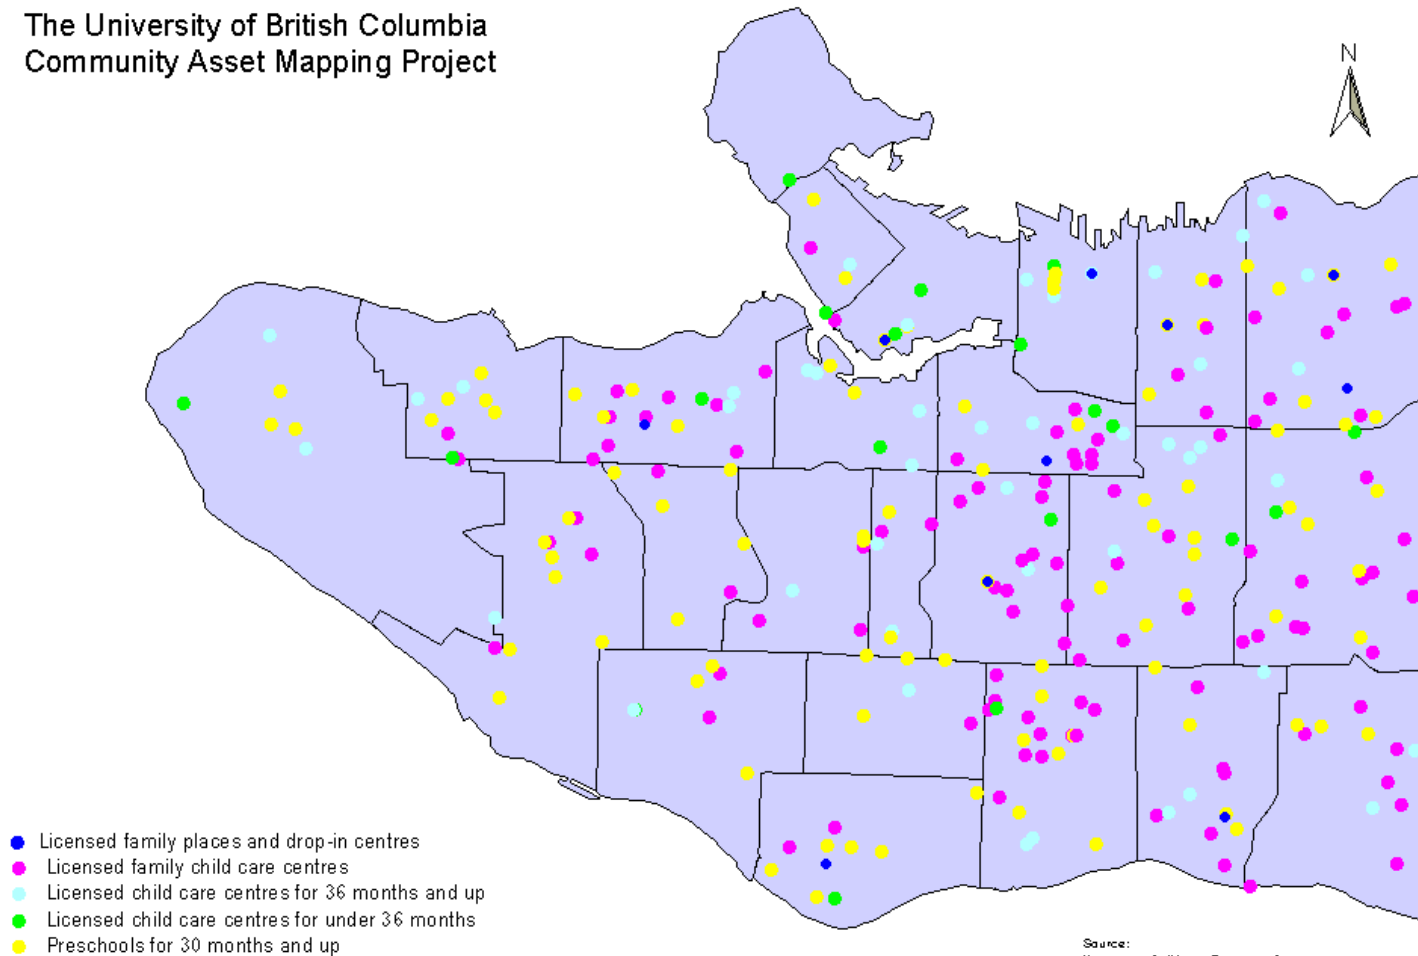 The University of British Columbia
Community Asset Mapping Project
N
Licensed family places and drop-in centres
Licensed family child care centres
Licensed child care centres for 36 months and up
Licensed child care centres for under 36 months
Preschools for 30 months and up
Source: